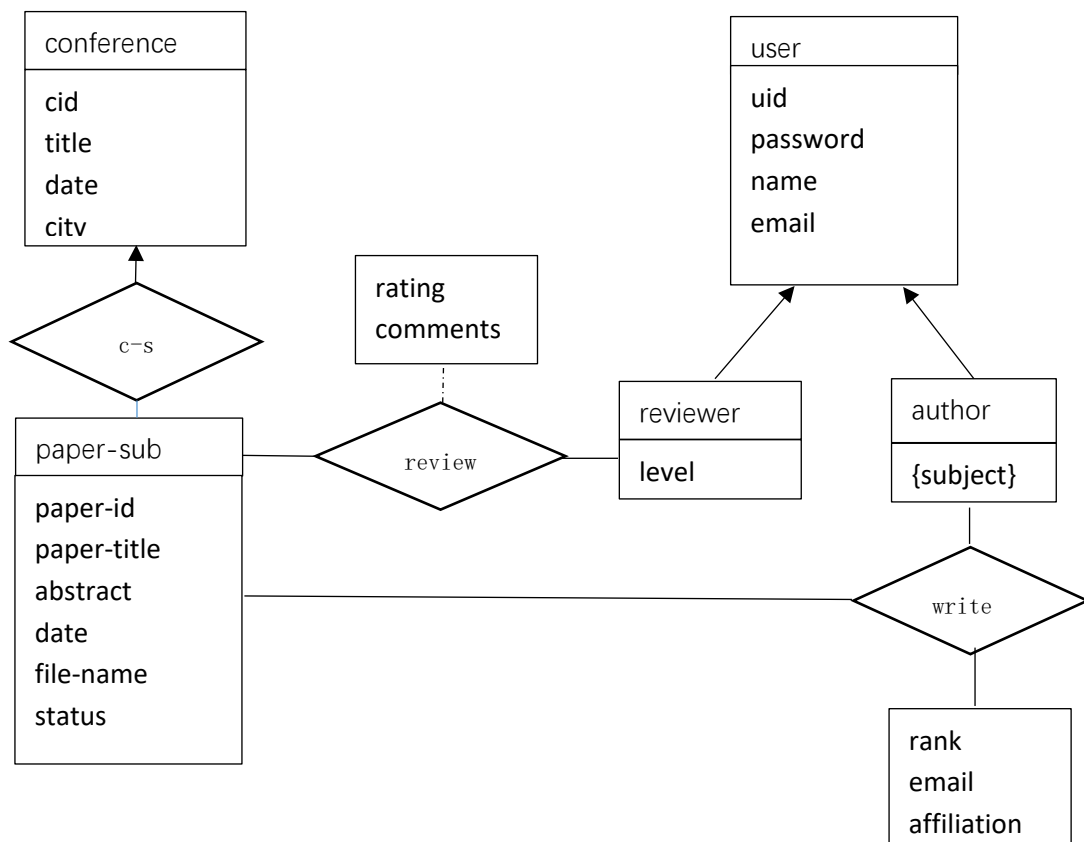 conference
cid
title
date
city
user
uid
password
name
email
rating
comments
c-s
reviewer
level
author
{subject}
paper-sub
paper-id
paper-title
abstract
date
file-name
status
review
write
rank
email
affiliation